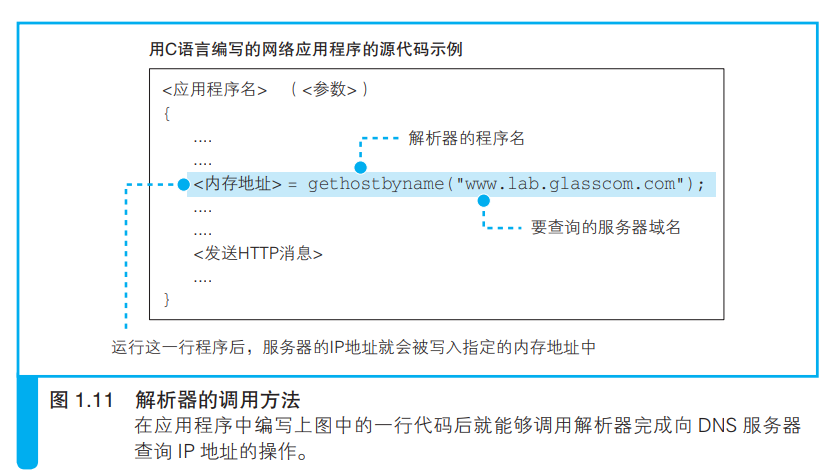 用C语言编写的网络应用程序的源代码示例
<应用程序名> (<参数>)
{
....
解析器的程序名
....
<内存地址> = gethostbyname("www.lab.glasscom.com");
....
....
要查询的服务器域名
<发送HTTP消息>
....
}
运行这一行程序后，服务器的IP地址就会被写入指定的内存地址中
图 1.11 解析器的调用方法
在应用程序中编写上图中的一行代码后就能够调用解析器完成向 DNS 服务器
查询 IP 地址的操作。